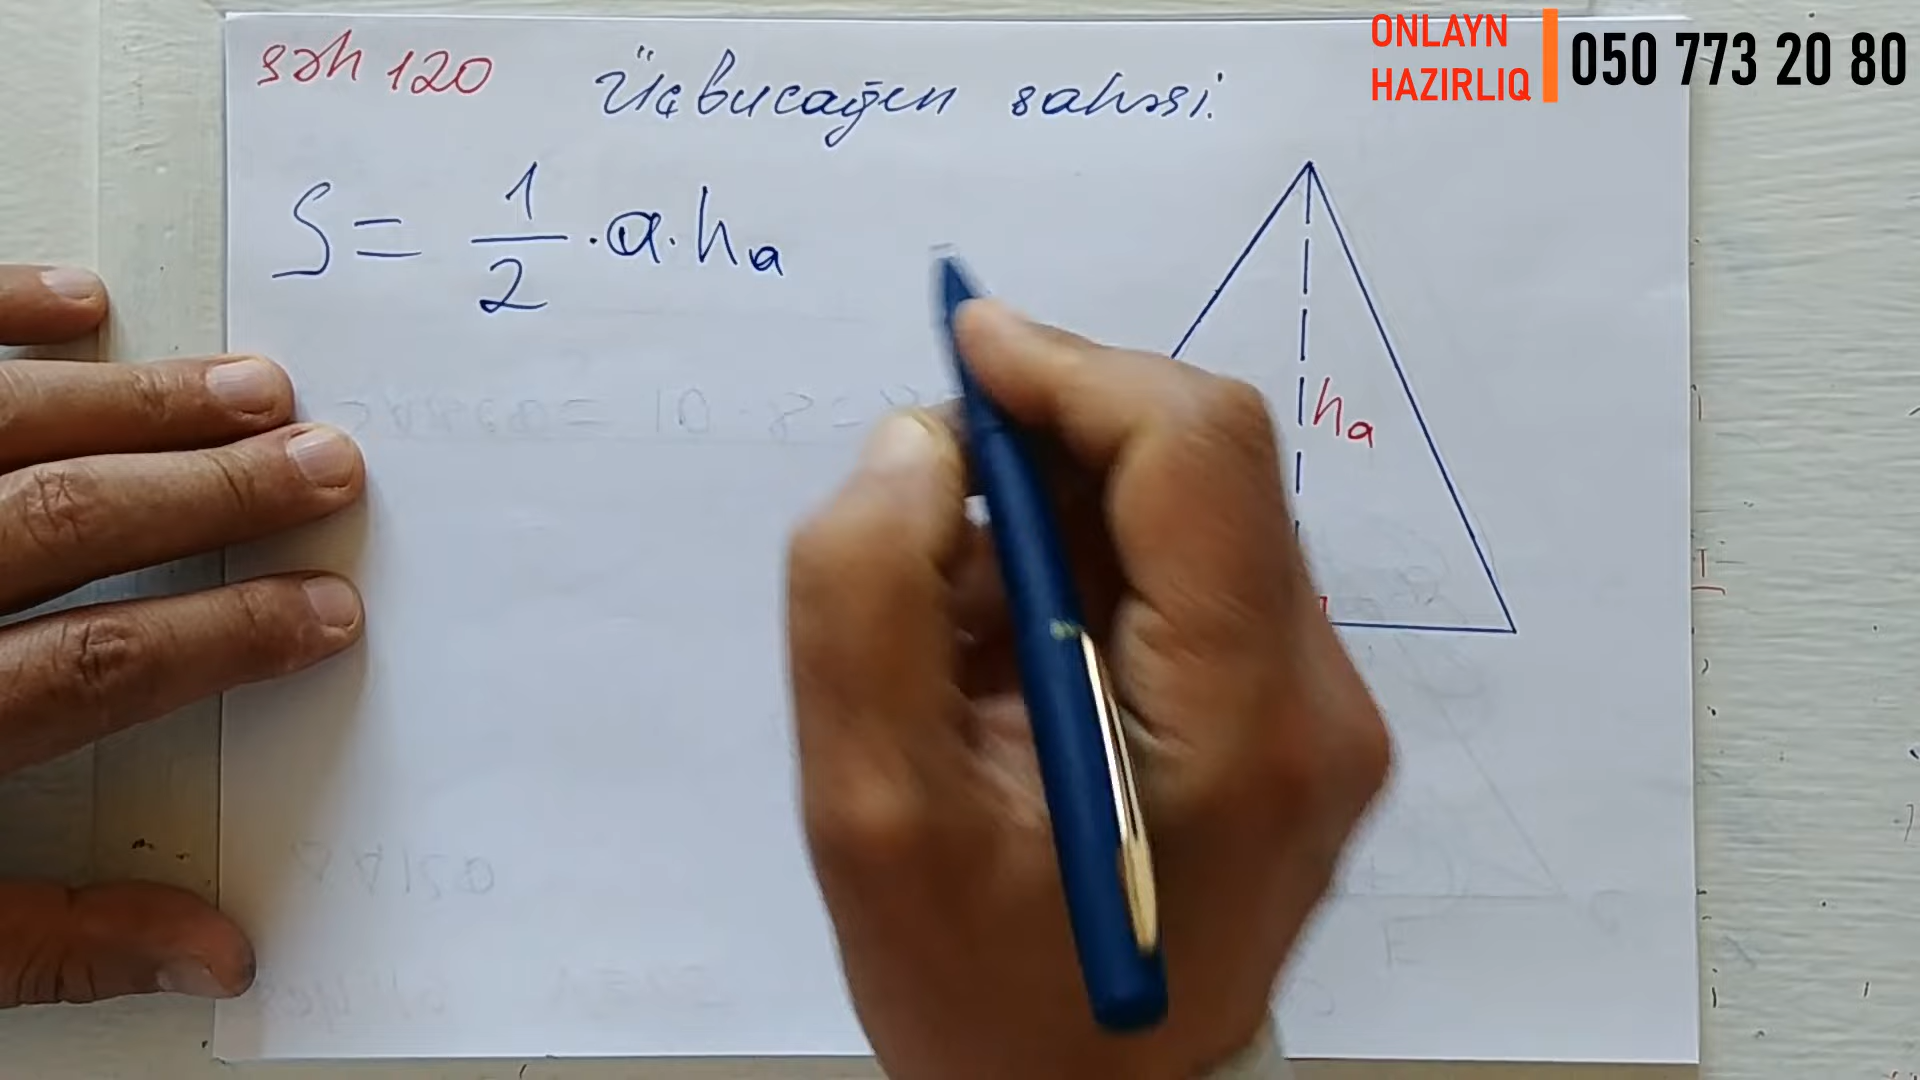 səh 120 Üçbucağın sahəsi.
ONLAYN HAZIRLIQ 050 773 20 80
S = 1/2 · a · hₐ
hₐ